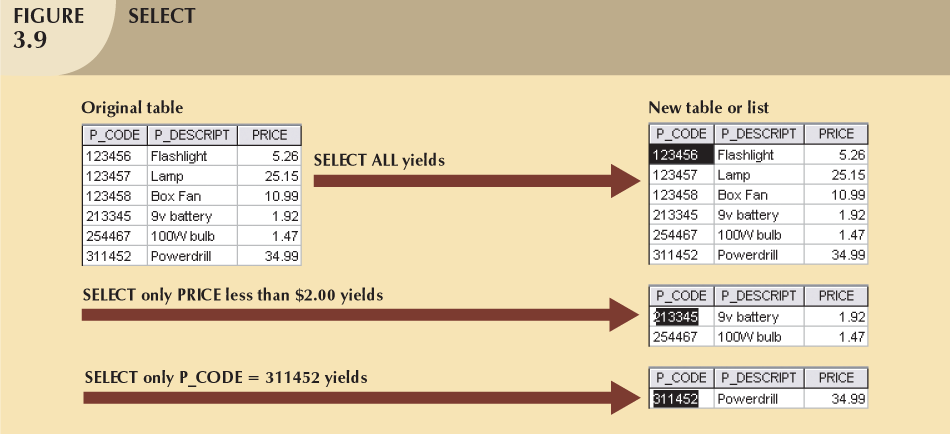 FIGURE 3.9
SELECT
Original table
P_CODE P_DESCRIPT PRICE
123456 Flashlight 5.26
123457 Lamp 25.15
123458 Box Fan 10.99
213345 9v battery 1.92
254467 100W bulb 1.47
311452 Powerdrill 34.99
SELECT ALL yields
New table or list
P_CODE P_DESCRIPT PRICE
123456 Flashlight 5.26
123457 Lamp 25.15
123458 Box Fan 10.99
213345 9v battery 1.92
254467 100W bulb 1.47
311452 Powerdrill 34.99
SELECT only PRICE less than $2.00 yields
P_CODE P_DESCRIPT PRICE
213345 9v battery 1.92
254467 100W bulb 1.47
SELECT only P_CODE = 311452 yields
P_CODE P_DESCRIPT PRICE
311452 Powerdrill 34.99